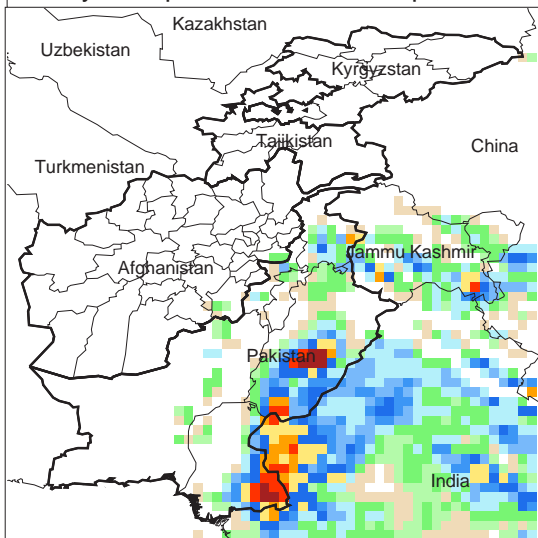 Kazakhstan
Uzbekistan
Kyrgyzstan
Tajikistan
China
Turkmenistan
Jammu Kashmir
Afghanistan
Pakistan
India